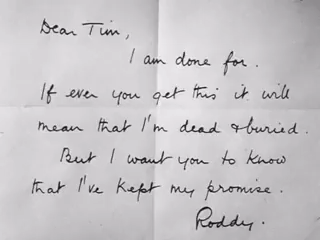 Dear Tim,
I am done for.
If ever you get this it will
mean that I'm dead & buried.
But I want you to know
that I've kept my promise.
Roddy.